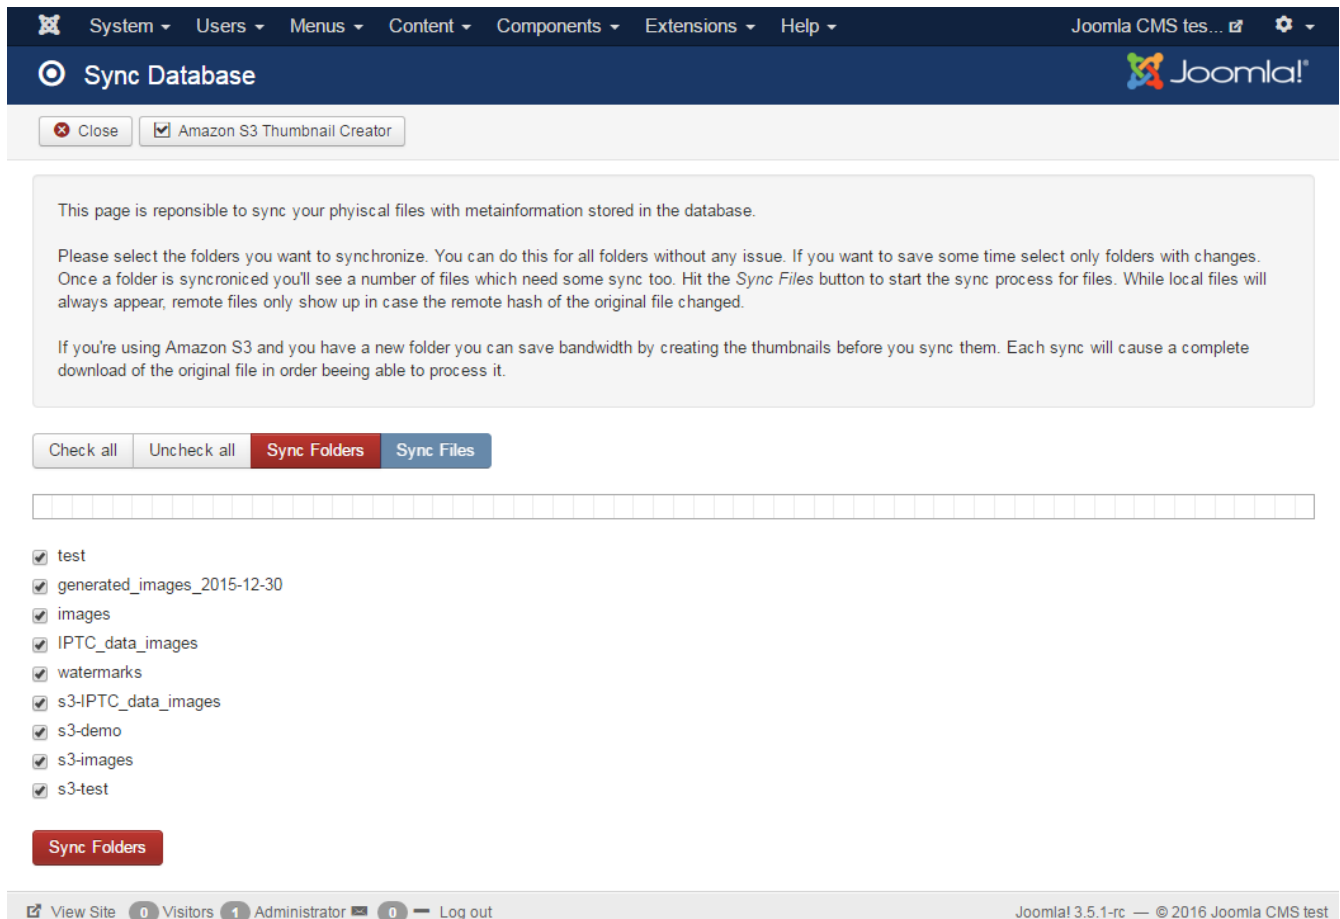 System Users Menus Content Components Extensions Help Joomla CMS tes...
Sync Database Joomla!®
Close Amazon S3 Thumbnail Creator
This page is reponsible to sync your phyiscal files with metainformation stored in the database.
Please select the folders you want to synchronize. You can do this for all folders without any issue. If you want to save some time select only folders with changes.
Once a folder is syncroniced you'll see a number of files which need some sync too. Hit the Sync Files button to start the sync process for files. While local files will
always appear, remote files only show up in case the remote hash of the original file changed.
If you're using Amazon S3 and you have a new folder you can save bandwidth by creating the thumbnails before you sync them. Each sync will cause a complete
download of the original file in order beeing able to process it.
Check all Uncheck all Sync Folders Sync Files
test
generated_images_2015-12-30
images
IPTC_data_images
watermarks
s3-IPTC_data_images
s3-demo
s3-images
s3-test
Sync Folders
View Site 0 Visitors 1 Administrator 0 Log out Joomla! 3.5.1-rc — © 2016 Joomla CMS test